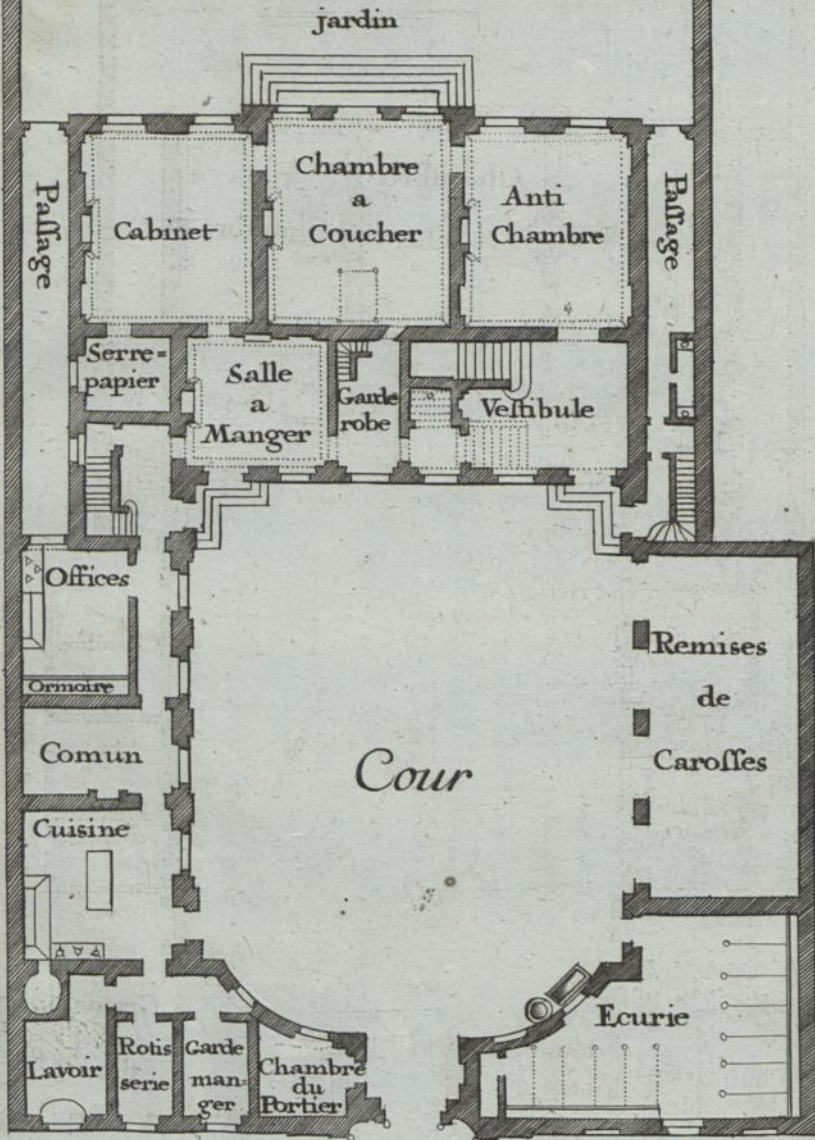 jardin
Paſſage
Cabinet
Chambre
a
Coucher
Anti
Chambre
Paſſage
Serre=
papier
Salle
a
Manger
Garde
robe
Veſtibule
Offices
Ormoire
Comun
Cuisine
Cour
Remises
de
Caroſſes
Lavoir
Rotis
serie
Garde
man=
ger
Chambre
du
Portier
Ecurie